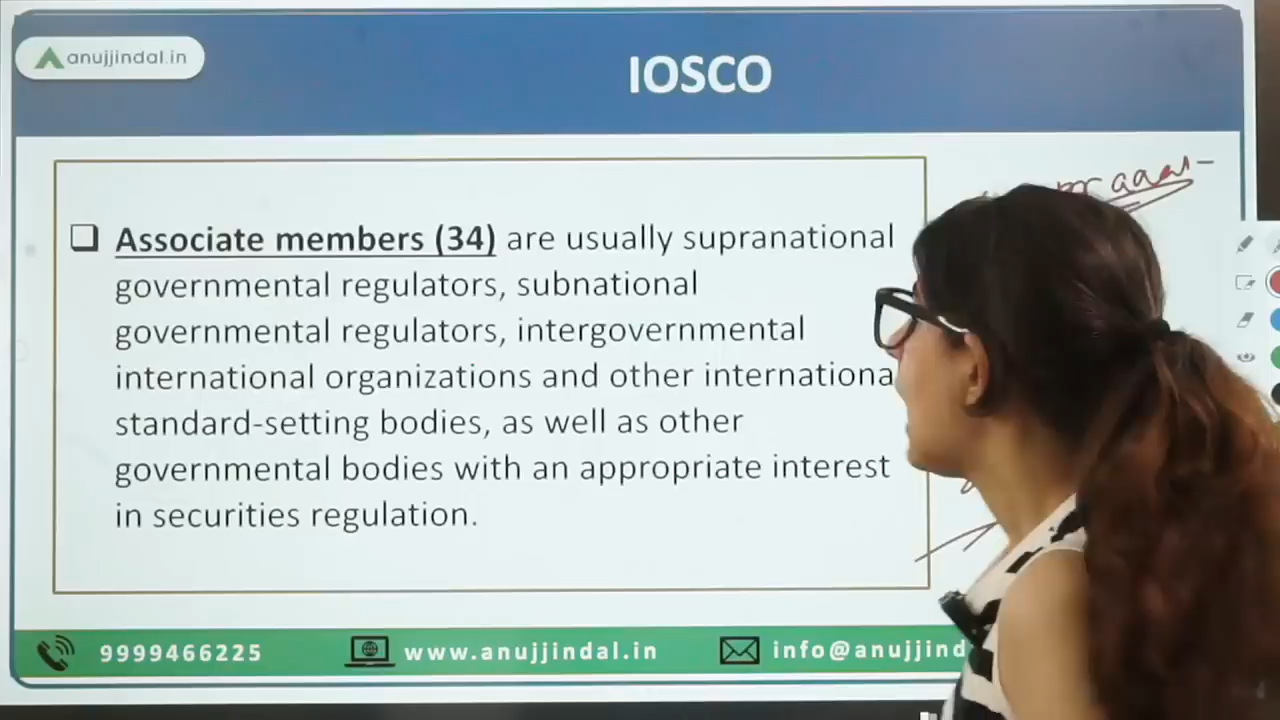 anujjindal.in
IOSCO
Associate members (34) are usually supranational
governmental regulators, subnational
governmental regulators, intergovernmental
international organizations and other internationa
standard-setting bodies, as well as other
governmental bodies with an appropriate interest
in securities regulation.
9999466225
www.anujjindal.in
info@anujjind